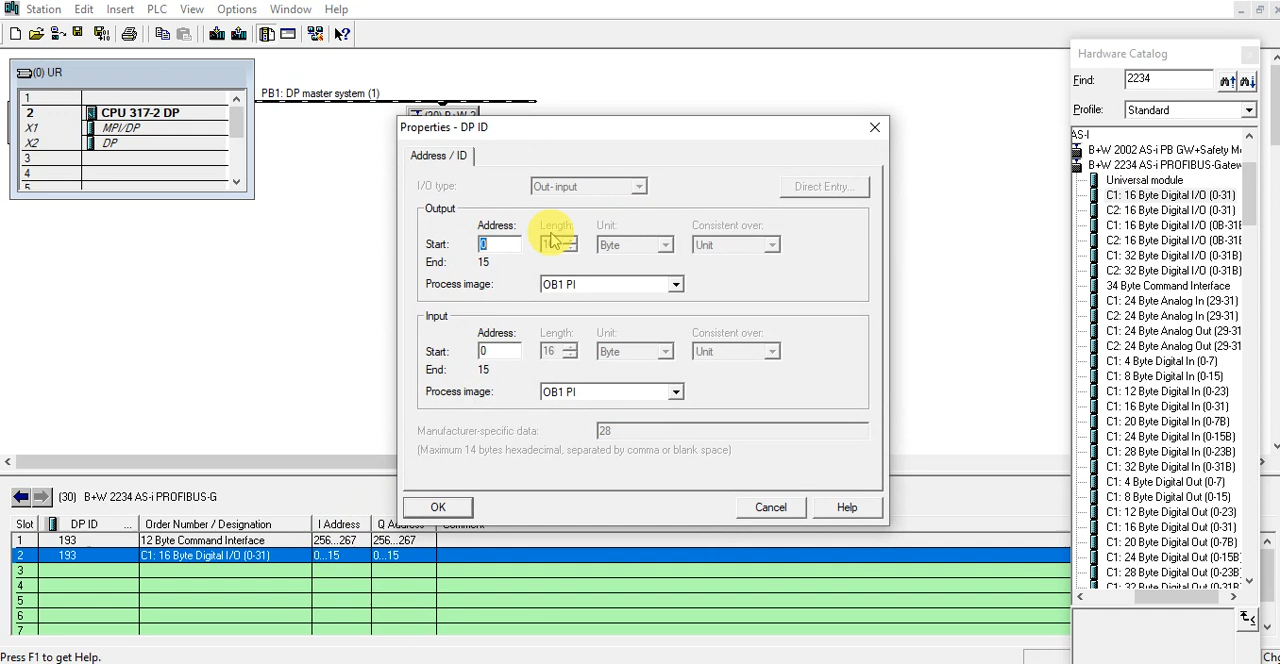 Station Edit Insert PLC View Options Window Help
(0) UR
1
2 CPU 317-2 DP
X1 MPI/DP
X2 DP
3
4
5
PB1: DP master system (1)
Properties - DP ID
Address / ID
I/O type: Out- input Direct Entry...
Output
Address: Length: Unit: Consistent over:
Start: 0 Byte Unit
End: 15
Process image: OB1 PI
Input
Address: Length: Unit: Consistent over:
Start: 0 16 Byte Unit
End: 15
Process image: OB1 PI
Manufacturer-specific data: 28
(Maximum 14 bytes hexadecimal, separated by comma or blank space)
OK Cancel Help
Hardware Catalog
Find: 2234
Profile: Standard
AS-I
B+W 2002 AS-i PB GW+Safety
B+W 2234 AS-i PROFIBUS-Gatew
Universal module
C1: 16 Byte Digital I/O (0-31)
C2: 16 Byte Digital I/O (0-31)
C1: 16 Byte Digital I/O (0B-31
C2: 16 Byte Digital I/O (0B-31
C1: 32 Byte Digital I/O (0-31B)
C2: 32 Byte Digital I/O (0-31B)
34 Byte Command Interface
C1: 24 Byte Analog In (29-31)
C2: 24 Byte Analog In (29-31)
C1: 24 Byte Analog Out (29-31
C2: 24 Byte Analog Out (29-31
C1: 4 Byte Digital In (0-7)
C1: 8 Byte Digital In (0-15)
C1: 12 Byte Digital In (0-23)
C1: 16 Byte Digital In (0-31)
C1: 20 Byte Digital In (0-7B)
C1: 24 Byte Digital In (0-15B)
C1: 28 Byte Digital In (0-23B)
C1: 32 Byte Digital In (0-31B)
C1: 4 Byte Digital Out (0-7)
C1: 8 Byte Digital Out (0-15)
C1: 12 Byte Digital Out (0-23)
C1: 16 Byte Digital Out (0-31)
C1: 20 Byte Digital Out (0-7B)
C1: 24 Byte Digital Out (0-15B
C1: 28 Byte Digital Out (0-23B
C1: 32 Byte Digital Out (0-31B
(30) B+W 2234 AS-i PROFIBUS-G
Slot DP ID ... Order Number / Designation I Address Q Address Comment
1 193 12 Byte Command Interface 256...267 256...267
2 193 C1: 16 Byte Digital I/O (0-31) 0...15 0...15
3
4
5
6
7
Press F1 to get Help.